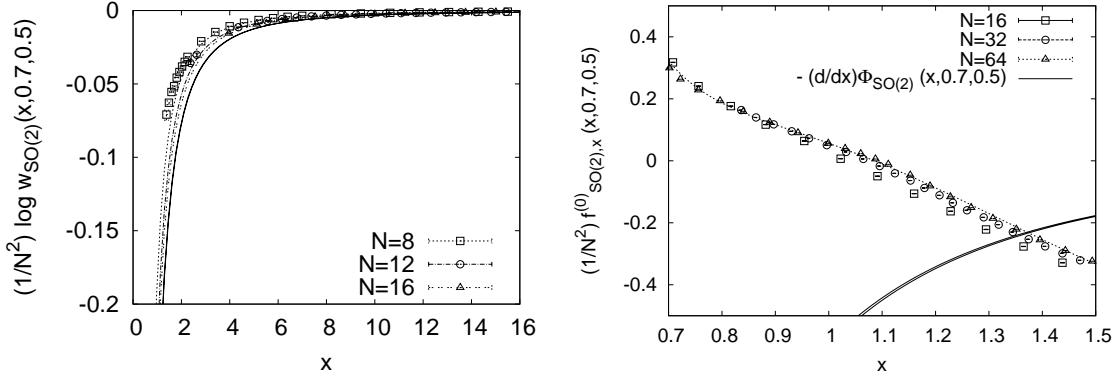 (1/N²) log w_SO(2)(x,0.7,0.5)
0
-0.05
-0.1
-0.15
-0.2
N=8
N=12
N=16
0 2 4 6 8 10 12 14 16
x
(1/N²) f⁽⁰⁾_SO(2),x (x,0.7,0.5)
0.4
0.2
0
-0.2
-0.4
N=16
N=32
N=64
- (d/dx)Φ_SO(2) (x,0.7,0.5)
0.7 0.8 0.9 1 1.1 1.2 1.3 1.4 1.5
x